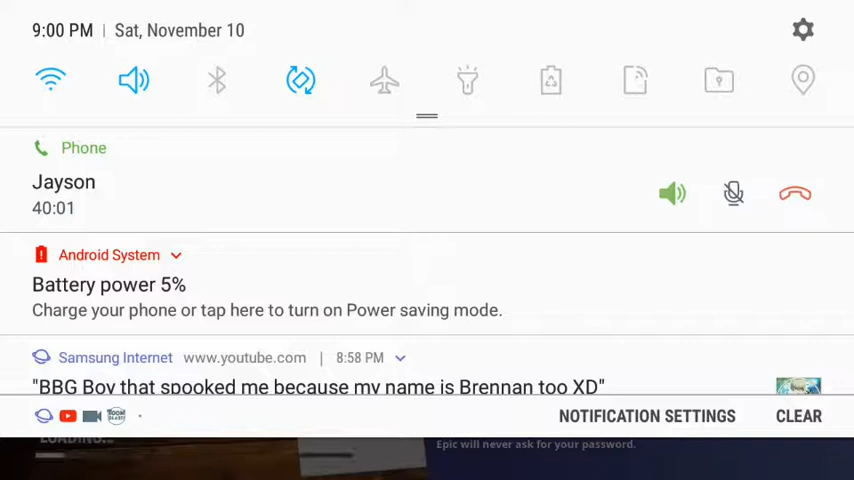 9:00 PM | Sat, November 10
Phone
Jayson
40:01
Android System
Battery power 5%
Charge your phone or tap here to turn on Power saving mode.
Samsung Internet www.youtube.com | 8:58 PM
"BBG Boy that spooked me because my name is Brennan too XD"
NOTIFICATION SETTINGS CLEAR
LOADING...
Epic will never ask for your password.